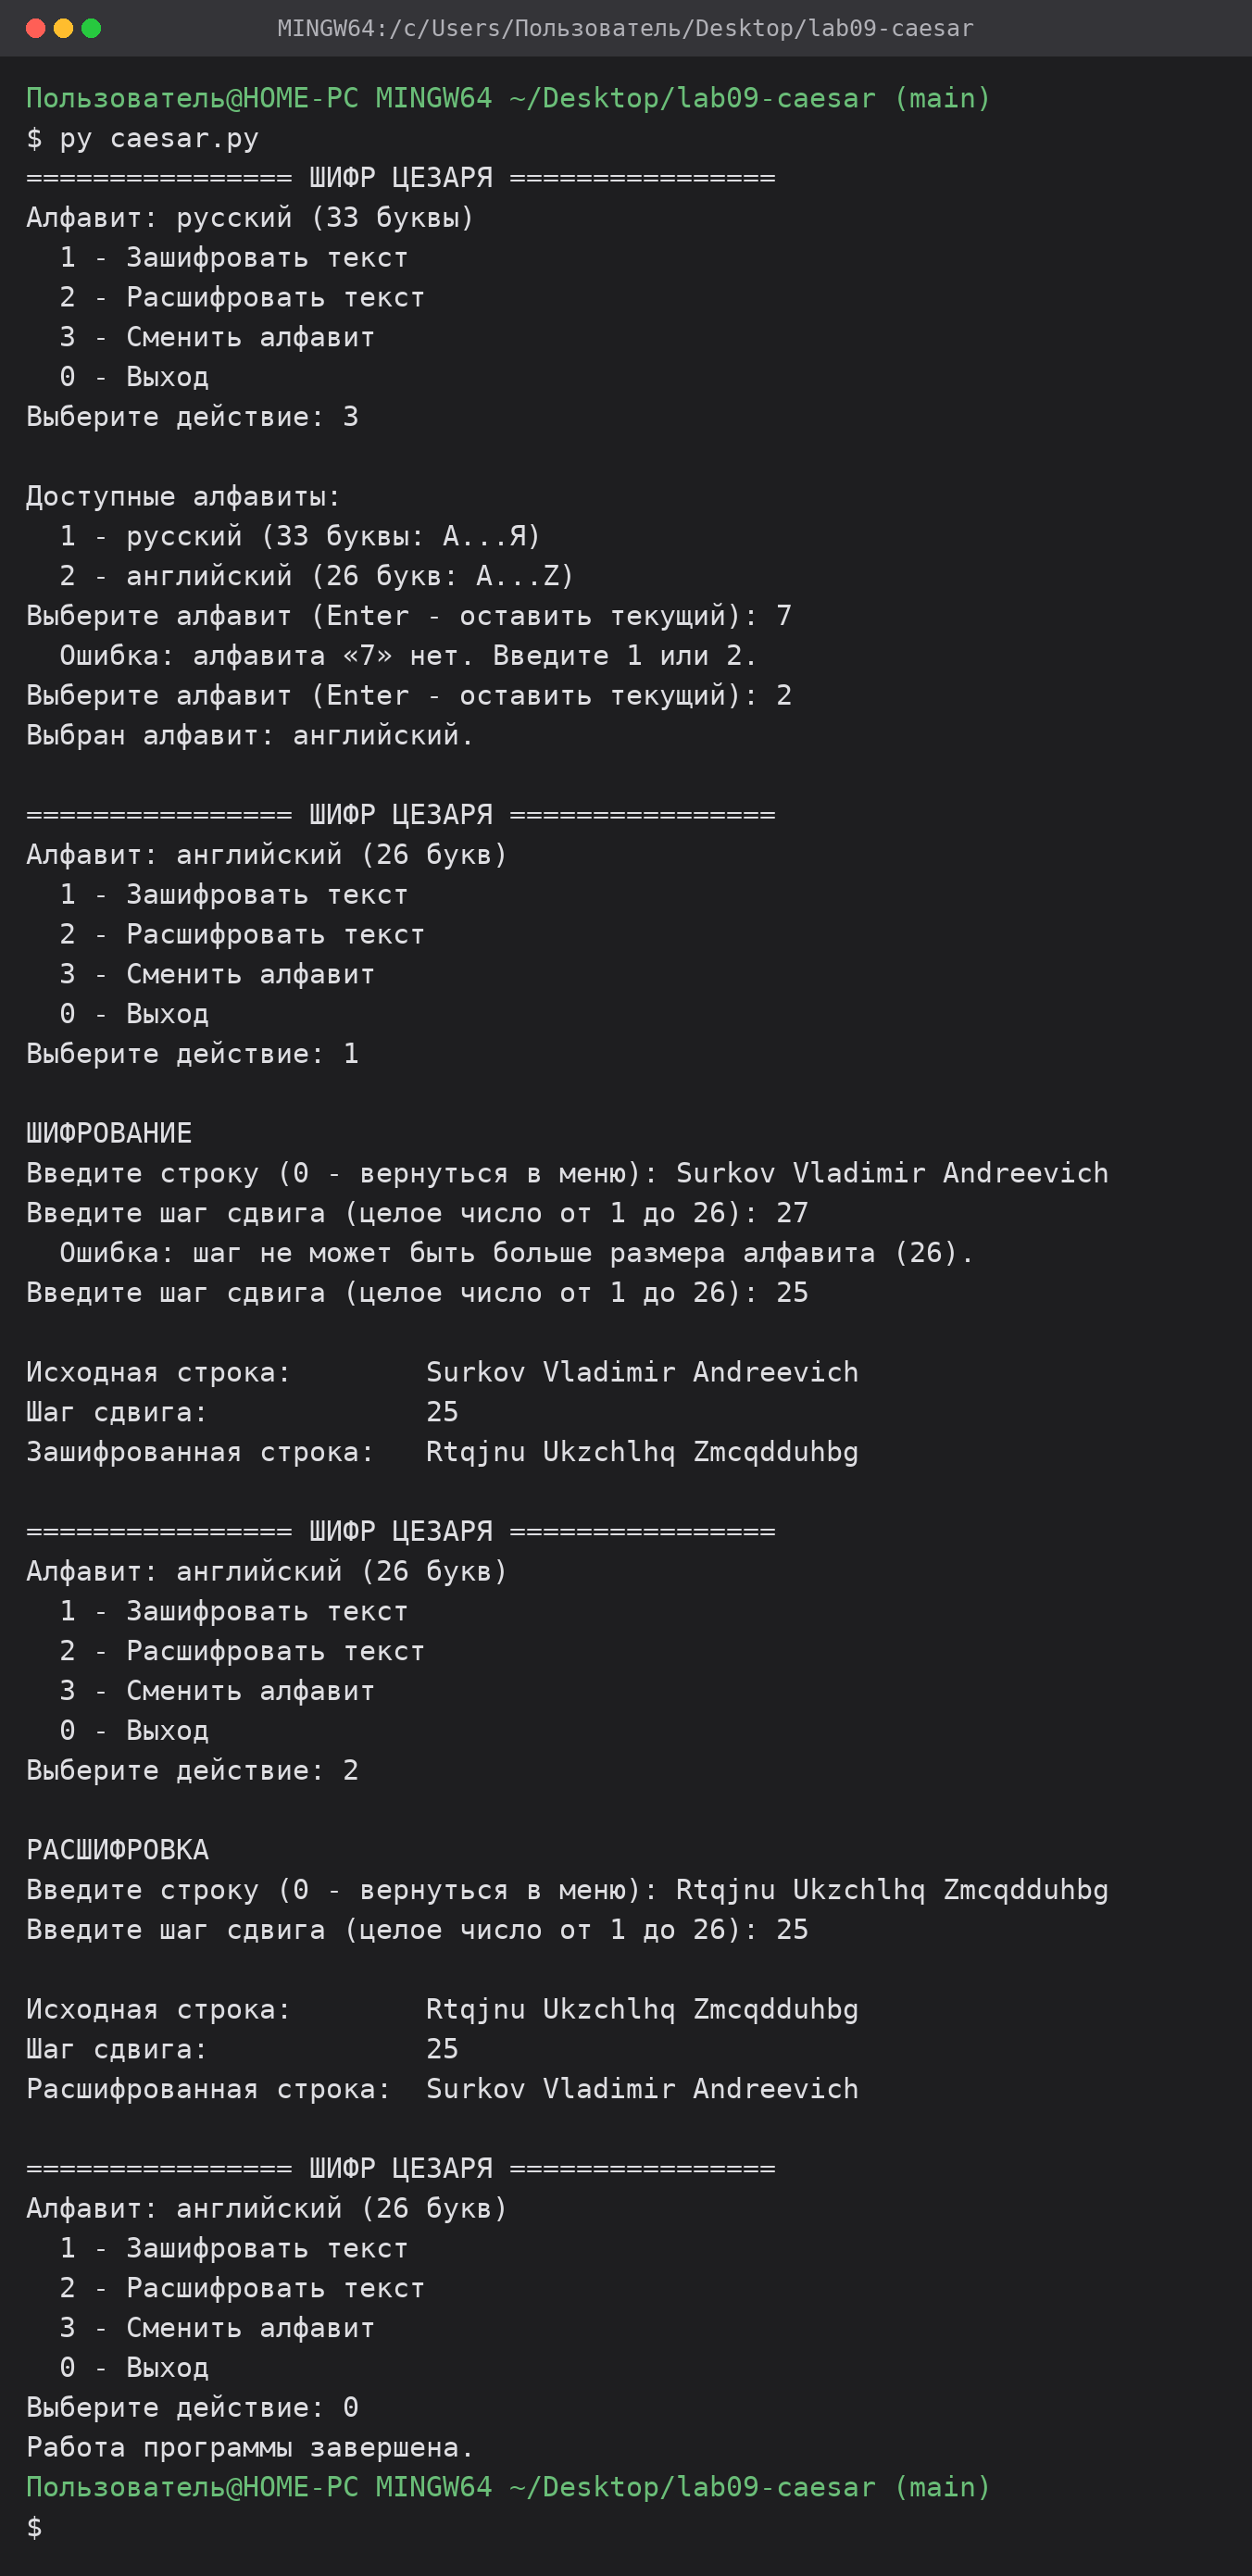 MINGW64:/c/Users/Пользователь/Desktop/lab09-caesar
Пользователь@HOME-PC MINGW64 ~/Desktop/lab09-caesar (main)
$ py caesar.py
================ ШИФР ЦЕЗАРЯ ================
Алфавит: русский (33 буквы)
  1 - Зашифровать текст
  2 - Расшифровать текст
  3 - Сменить алфавит
  0 - Выход
Выберите действие: 3

Доступные алфавиты:
  1 - русский (33 буквы: А...Я)
  2 - английский (26 букв: A...Z)
Выберите алфавит (Enter - оставить текущий): 7
  Ошибка: алфавита «7» нет. Введите 1 или 2.
Выберите алфавит (Enter - оставить текущий): 2
Выбран алфавит: английский.

================ ШИФР ЦЕЗАРЯ ================
Алфавит: английский (26 букв)
  1 - Зашифровать текст
  2 - Расшифровать текст
  3 - Сменить алфавит
  0 - Выход
Выберите действие: 1

ШИФРОВАНИЕ
Введите строку (0 - вернуться в меню): Surkov Vladimir Andreevich
Введите шаг сдвига (целое число от 1 до 26): 27
  Ошибка: шаг не может быть больше размера алфавита (26).
Введите шаг сдвига (целое число от 1 до 26): 25

Исходная строка:        Surkov Vladimir Andreevich
Шаг сдвига:             25
Зашифрованная строка:   Rtqjnu Ukzchlhq Zmcqdduhbg

================ ШИФР ЦЕЗАРЯ ================
Алфавит: английский (26 букв)
  1 - Зашифровать текст
  2 - Расшифровать текст
  3 - Сменить алфавит
  0 - Выход
Выберите действие: 2

РАСШИФРОВКА
Введите строку (0 - вернуться в меню): Rtqjnu Ukzchlhq Zmcqdduhbg
Введите шаг сдвига (целое число от 1 до 26): 25

Исходная строка:        Rtqjnu Ukzchlhq Zmcqdduhbg
Шаг сдвига:             25
Расшифрованная строка:  Surkov Vladimir Andreevich

================ ШИФР ЦЕЗАРЯ ================
Алфавит: английский (26 букв)
  1 - Зашифровать текст
  2 - Расшифровать текст
  3 - Сменить алфавит
  0 - Выход
Выберите действие: 0
Работа программы завершена.
Пользователь@HOME-PC MINGW64 ~/Desktop/lab09-caesar (main)
$